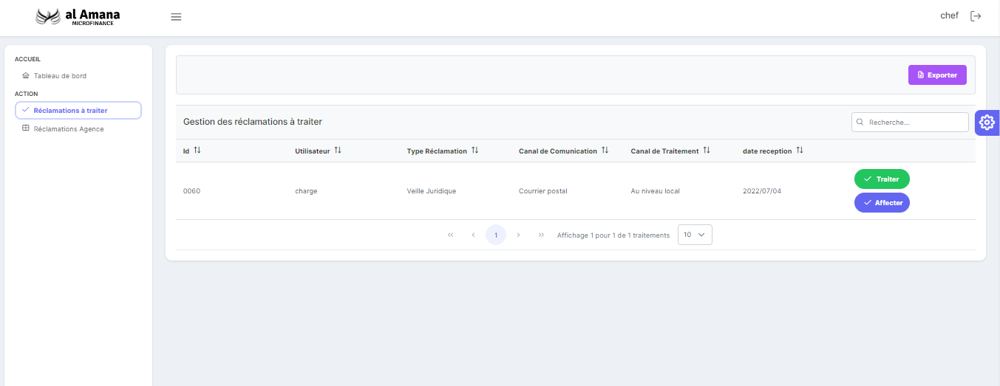 al Amana
MICROFINANCE
chef
ACCUEIL
Tableau de bord
ACTION
Réclamations à traiter
Réclamations Agence
Exporter
Gestion des réclamations à traiter
Recherche...
Id Utilisateur Type Réclamation Canal de Comunication Canal de Traitement date reception
0060 charge Veille Juridique Courrier postal Au niveau local 2022/07/04
Traiter
Affecter
« ‹ 1 › » Affichage 1 pour 1 de 1 traitements 10